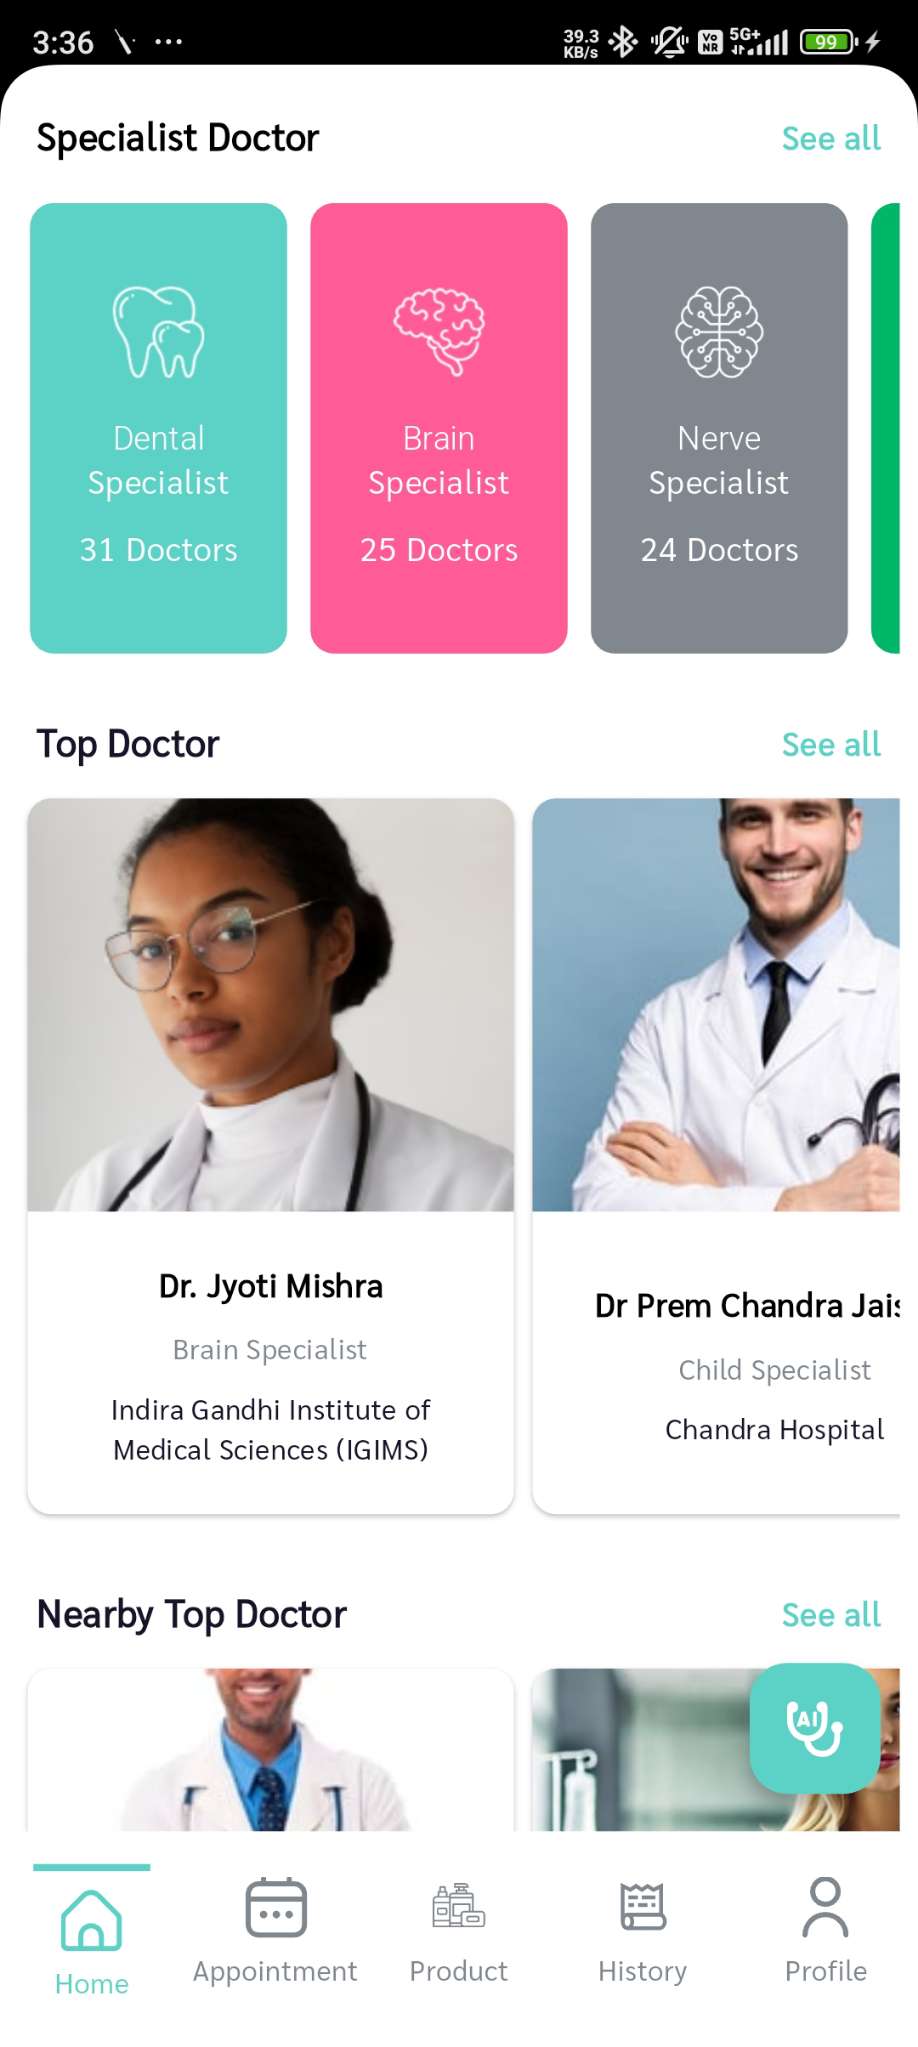 3:36
39.3
KB/s
Vo
NR
5G+
99
Specialist Doctor
See all
Dental
Specialist
31 Doctors
Brain
Specialist
25 Doctors
Nerve
Specialist
24 Doctors
Top Doctor
See all
Dr. Jyoti Mishra
Brain Specialist
Indira Gandhi Institute of
Medical Sciences (IGIMS)
Dr Prem Chandra Jais
Child Specialist
Chandra Hospital
Nearby Top Doctor
See all
AI
Home
Appointment
Product
History
Profile